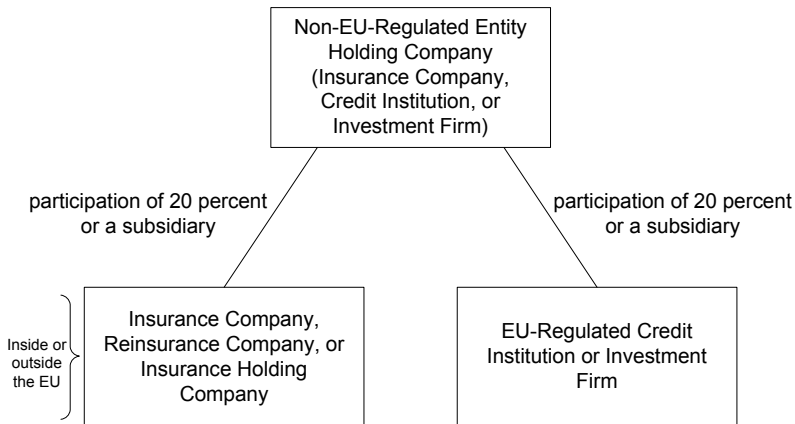 Non-EU-Regulated Entity
Holding Company
(Insurance Company,
Credit Institution, or
Investment Firm)
participation of 20 percent
or a subsidiary
participation of 20 percent
or a subsidiary
Inside or
outside
the EU
Insurance Company,
Reinsurance Company, or
Insurance Holding
Company
EU-Regulated Credit
Institution or Investment
Firm